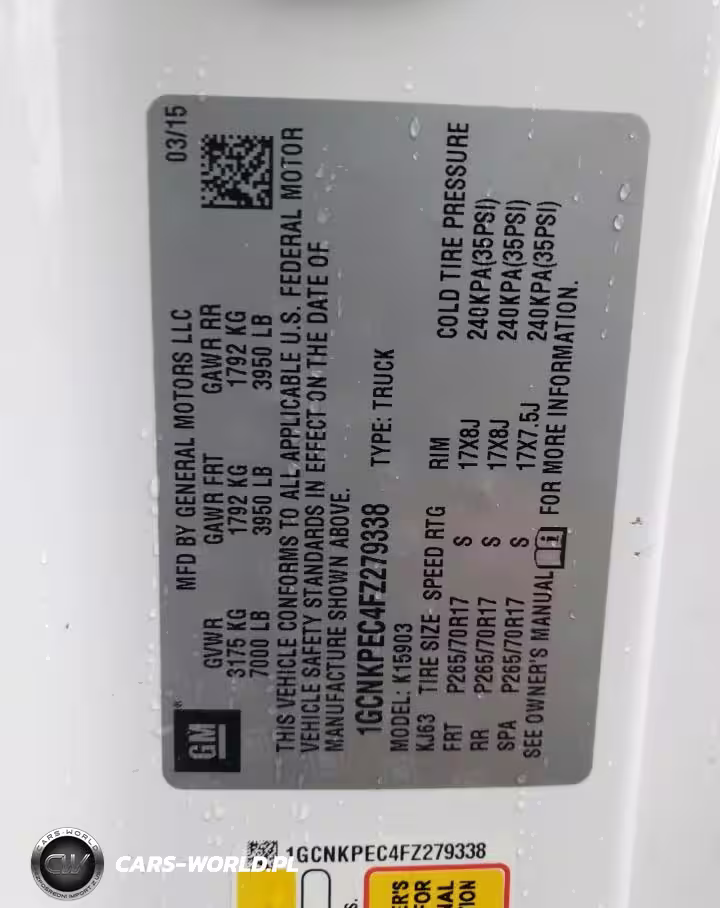 MFD BY GENERAL MOTORS LLC 03/15
GVWR GAWR FRT GAWR RR
3175 KG 1792 KG 1792 KG
7000 LB 3950 LB 3950 LB
THIS VEHICLE CONFORMS TO ALL APPLICABLE U.S. FEDERAL MOTOR
VEHICLE SAFETY STANDARDS IN EFFECT ON THE DATE OF
MANUFACTURE SHOWN ABOVE.
1GCNKPEC4FZ279338 TYPE: TRUCK
MODEL: K15903
KJ63 TIRE SIZE SPEED RTG RIM COLD TIRE PRESSURE
FRT P265/70R17 S 17X8J 240KPA(35PSI)
RR P265/70R17 S 17X8J 240KPA(35PSI)
SPA P265/70R17 S 17X7.5J 240KPA(35PSI)
SEE OWNER'S MANUAL FOR MORE INFORMATION.
GM
1GCNKPEC4FZ279338
CARS-WORLD
CW
CARS-WORLD.PL